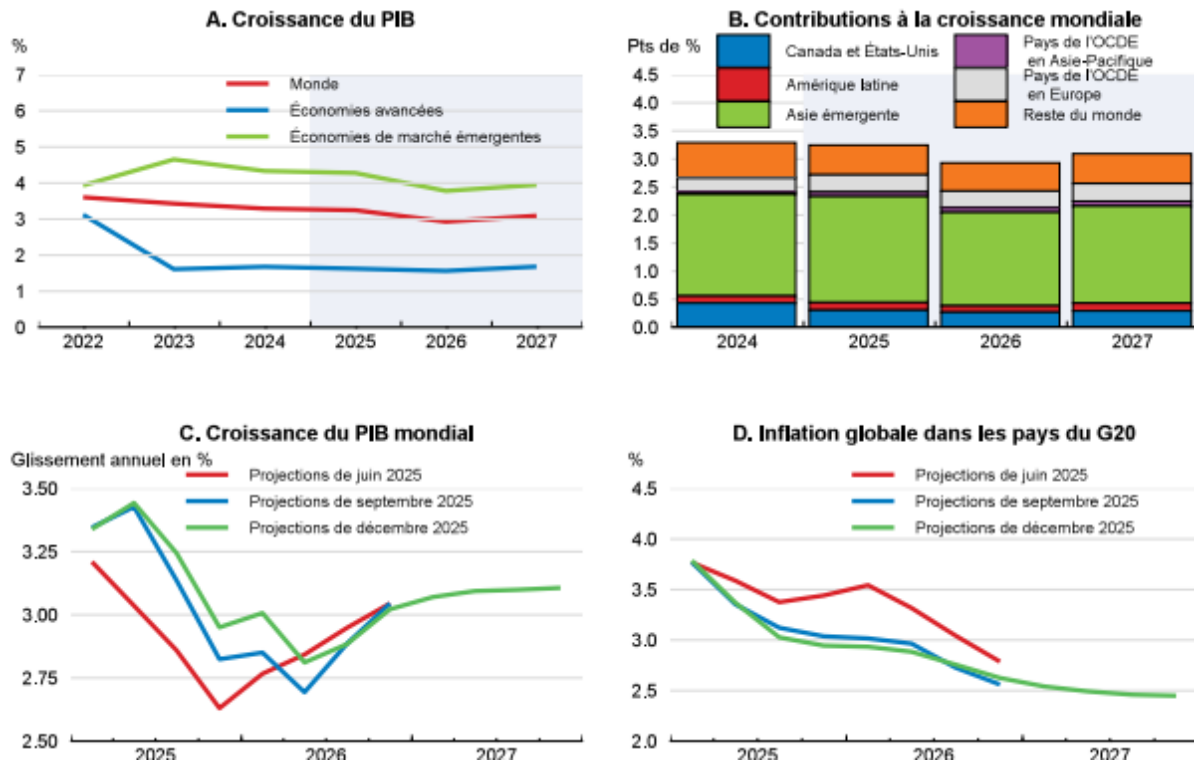 A. Croissance du PIB
%
7
6
5
4
3
2
1
0
Monde
Économies avancées
Économies de marché émergentes
2022 2023 2024 2025 2026 2027
B. Contributions à la croissance mondiale
Pts de %
4.5
4.0
3.5
3.0
2.5
2.0
1.5
1.0
0.5
0.0
Canada et États-Unis
Amérique latine
Asie émergente
Pays de l'OCDE
en Asie-Pacifique
Pays de l'OCDE
en Europe
Reste du monde
2024 2025 2026 2027
C. Croissance du PIB mondial
Glissement annuel en %
3.50
3.25
3.00
2.75
2.50
Projections de juin 2025
Projections de septembre 2025
Projections de décembre 2025
2025 2026 2027
D. Inflation globale dans les pays du G20
%
4.5
4.0
3.5
3.0
2.5
2.0
Projections de juin 2025
Projections de septembre 2025
Projections de décembre 2025
2025 2026 2027